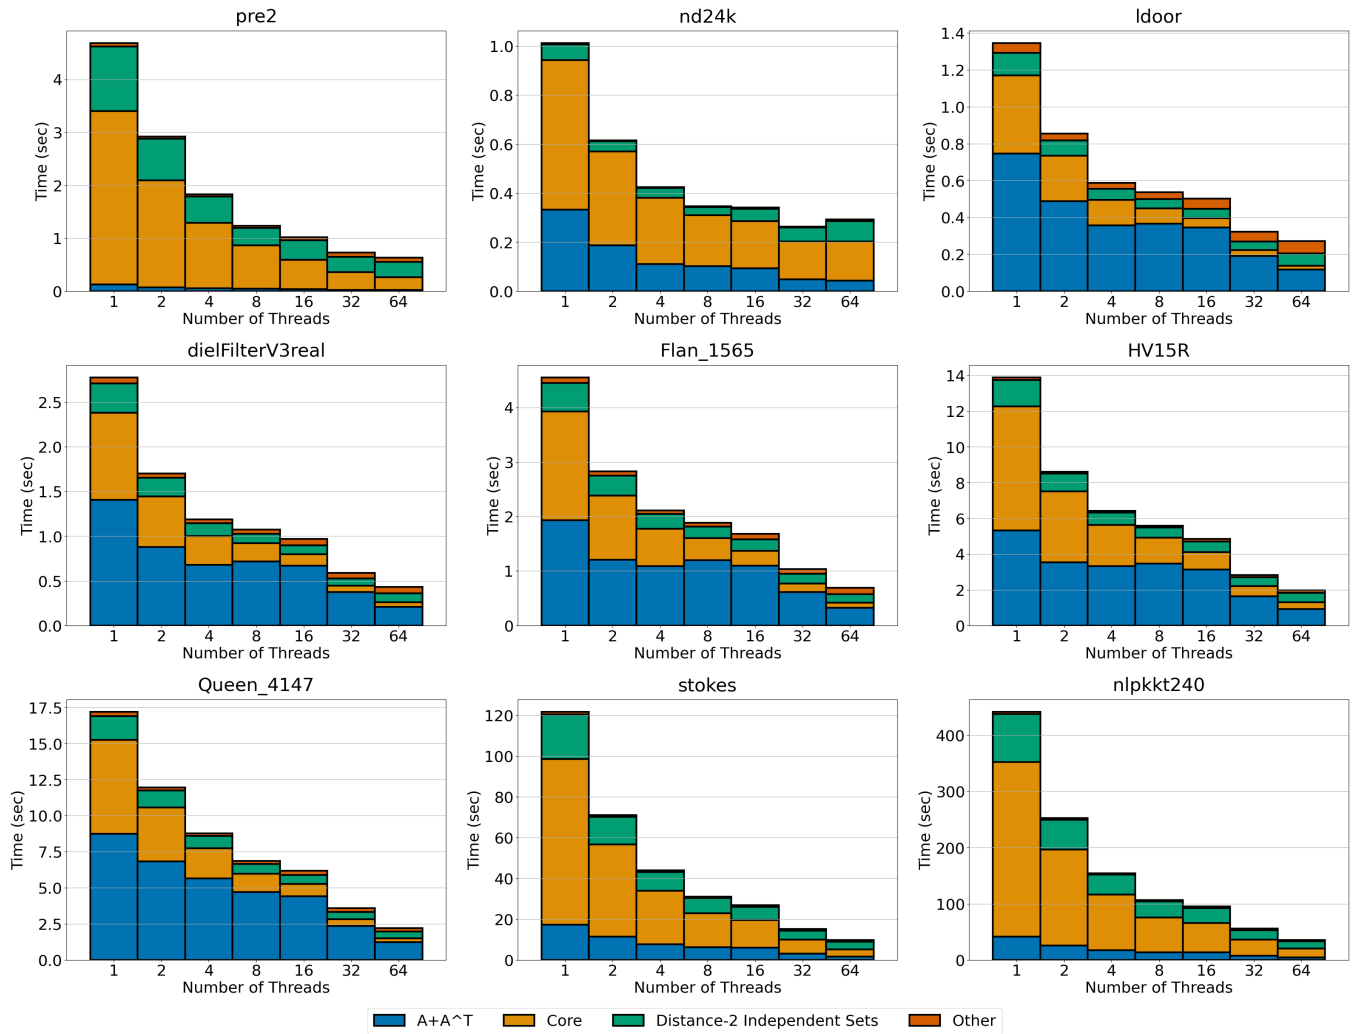 pre2
nd24k
ldoor
Time (sec)
4
3
2
1
0
1 2 4 8 16 32 64
Number of Threads
Time (sec)
1.0
0.8
0.6
0.4
0.2
0.0
1 2 4 8 16 32 64
Number of Threads
Time (sec)
1.4
1.2
1.0
0.8
0.6
0.4
0.2
0.0
1 2 4 8 16 32 64
Number of Threads
dielFilterV3real
Flan_1565
HV15R
Time (sec)
2.5
2.0
1.5
1.0
0.5
0.0
1 2 4 8 16 32 64
Number of Threads
Time (sec)
4
3
2
1
0
1 2 4 8 16 32 64
Number of Threads
Time (sec)
14
12
10
8
6
4
2
0
1 2 4 8 16 32 64
Number of Threads
Queen_4147
stokes
nlpkkt240
Time (sec)
17.5
15.0
12.5
10.0
7.5
5.0
2.5
0.0
1 2 4 8 16 32 64
Number of Threads
Time (sec)
120
100
80
60
40
20
0
1 2 4 8 16 32 64
Number of Threads
Time (sec)
400
300
200
100
0
1 2 4 8 16 32 64
Number of Threads
A+A^T Core Distance-2 Independent Sets Other